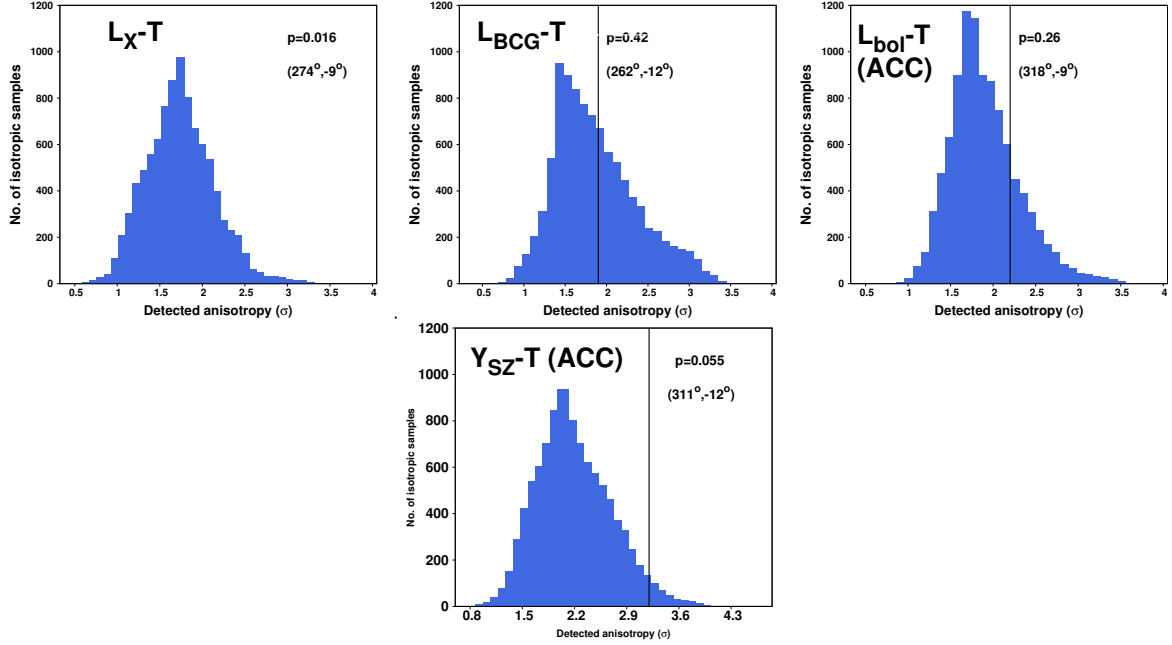 L_X-T
p=0.016
(274°,-9°)
No. of isotropic samples
1200
1000
800
600
400
200
0
0.5 1 1.5 2 2.5 3 3.5 4
Detected anisotropy (σ)
L_BCG-T
p=0.42
(262°,-12°)
No. of isotropic samples
1200
1000
800
600
400
200
0
0.5 1 1.5 2 2.5 3 3.5 4
Detected anisotropy (σ)
L_bol-T
(ACC)
p=0.26
(318°,-9°)
No. of isotropic samples
1200
1000
800
600
400
200
0
0.5 1 1.5 2 2.5 3 3.5 4
Detected anisotropy (σ)
Y_SZ-T (ACC)
p=0.055
(311°,-12°)
No. of isotropic samples
1200
1000
800
600
400
200
0
0.8 1.5 2.2 2.9 3.6 4.3
Detected anisotropy (σ)